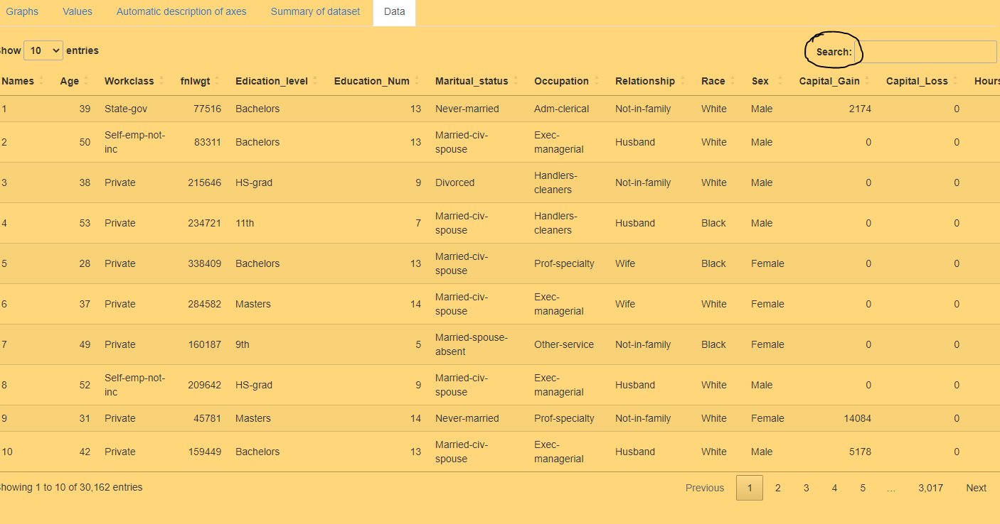 Graphs Values Automatic description of axes Summary of dataset Data
how 10 entries Search:
Names Age Workclass fnlwgt Edication_level Education_Num Maritual_status Occupation Relationship Race Sex Capital_Gain Capital_Loss Hours
1 39 State-gov 77516 Bachelors 13 Never-married Adm-clerical Not-in-family White Male 2174 0
2 50 Self-emp-not-inc 83311 Bachelors 13 Married-civ-spouse Exec-managerial Husband White Male 0 0
3 38 Private 215646 HS-grad 9 Divorced Handlers-cleaners Not-in-family White Male 0 0
4 53 Private 234721 11th 7 Married-civ-spouse Handlers-cleaners Husband Black Male 0 0
5 28 Private 338409 Bachelors 13 Married-civ-spouse Prof-specialty Wife Black Female 0 0
6 37 Private 284582 Masters 14 Married-civ-spouse Exec-managerial Wife White Female 0 0
7 49 Private 160187 9th 5 Married-spouse-absent Other-service Not-in-family Black Female 0 0
8 52 Self-emp-not-inc 209642 HS-grad 9 Married-civ-spouse Exec-managerial Husband White Male 0 0
9 31 Private 45781 Masters 14 Never-married Prof-specialty Not-in-family White Female 14084 0
10 42 Private 159449 Bachelors 13 Married-civ-spouse Exec-managerial Husband White Male 5178 0
howing 1 to 10 of 30,162 entries Previous 1 2 3 4 5 … 3,017 Next